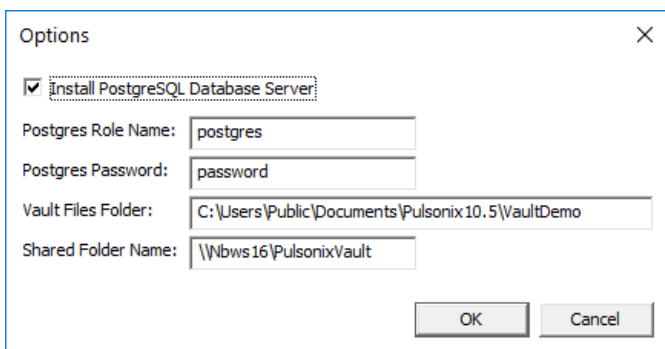 Options
Install PostgreSQL Database Server
Postgres Role Name: postgres
Postgres Password: password
Vault Files Folder: C:\Users\Public\Documents\Pulsonix10.5\VaultDemo
Shared Folder Name: \\Nbws16\PulsonixVault
OK Cancel